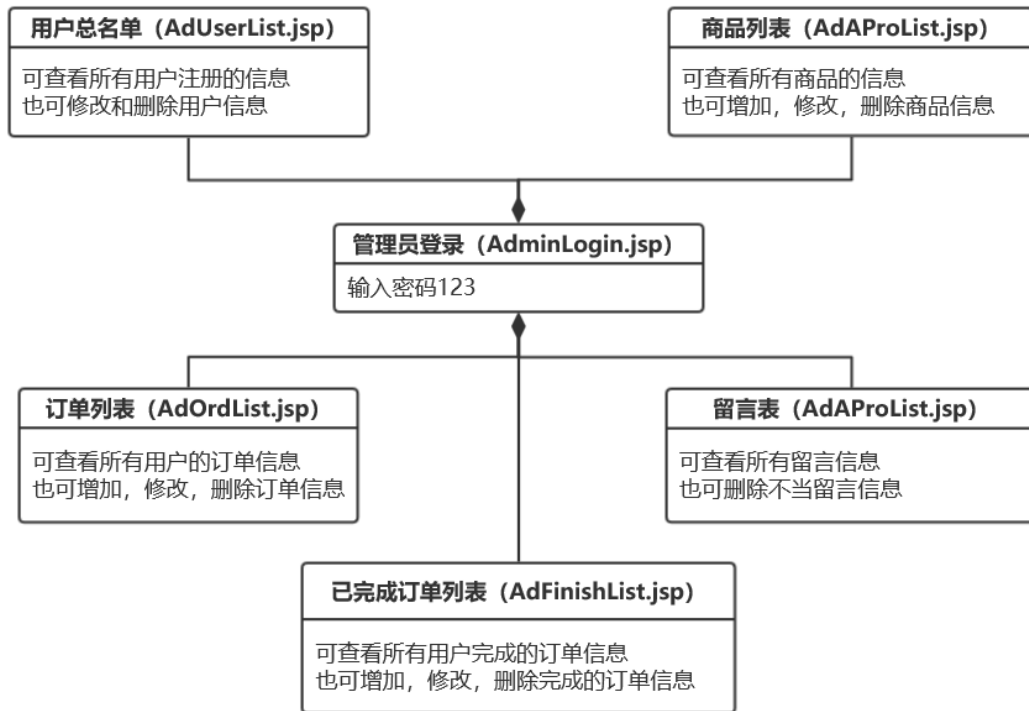 用户总名单（AdUserList.jsp）
可查看所有用户注册的信息
也可修改和删除用户信息
商品列表（AdAProList.jsp）
可查看所有商品的信息
也可增加，修改，删除商品信息
管理员登录（AdminLogin.jsp）
输入密码123
订单列表（AdOrdList.jsp）
可查看所有用户的订单信息
也可增加，修改，删除订单信息
留言表（AdAProList.jsp）
可查看所有留言信息
也可删除不当留言信息
已完成订单列表（AdFinishList.jsp）
可查看所有用户完成的订单信息
也可增加，修改，删除完成的订单信息